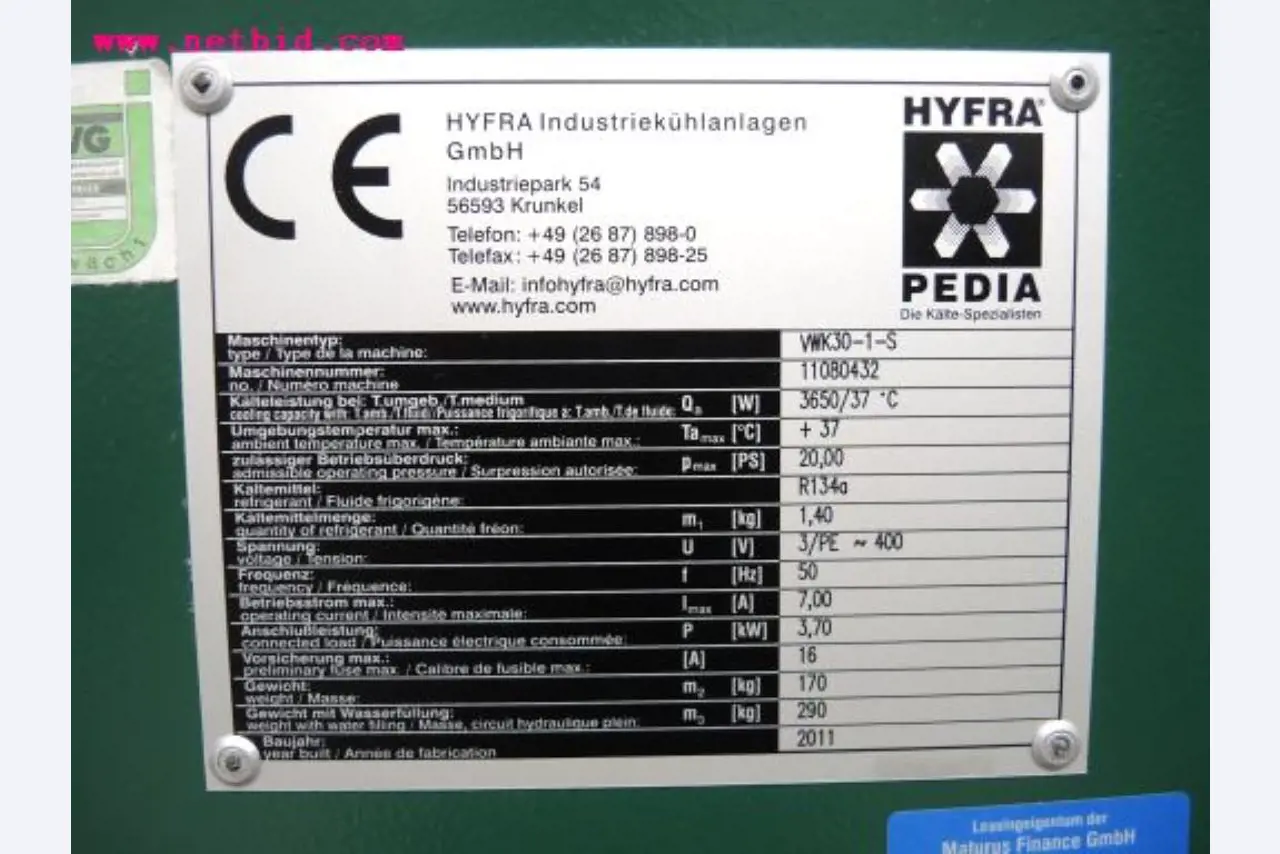 www.netbid.com
HYFRA Industriekühlanlagen
GmbH
Industriepark 54
56593 Krunkel
Telefon: +49 (26 87) 898-0
Telefax: +49 (26 87) 898-25
E-Mail: infohyfra@hyfra.com
www.hyfra.com
HYFRA®
PEDIA
Die Kälte-Spezialisten
Maschinentyp:
type / Type de la machine: VWK30-1-S
Maschinennummer:
no. / Numero machine 11080432
Kälteleistung bei: T.umgeb./T.medium
cooling capacity with: T.amb./T.fluid/Puissance frigorifique a: T.amb./T.de fluide: Qo [W] 3650/37 °C
Umgebungstemperatur max.:
ambient temperature max. / Température ambiante max.: Ta max [°C] + 37
zulässiger Betriebsüberdruck:
admissible operating pressure / Surpression autorisée: pmax [PS] 20,00
Kältemittel:
refrigerant / Fluide frigorigène: R134a
Kältemittelmenge:
quantity of refrigerant / Quantité fréon: m1 [kg] 1,40
Spannung:
voltage / Tension: U [V] 3/PE ~ 400
Frequenz:
frequency / Fréquence: f [Hz] 50
Betriebsstrom max.:
operating current / Intensité maximale: Imax [A] 7,00
Anschlußleistung:
connected load / Puissance électrique consommée: P [kW] 3,70
Vorsicherung max.:
preliminary fuse max. / Calibre de fusible max.: [A] 16
Gewicht:
weight / Masse: m2 [kg] 170
Gewicht mit Wasserfüllung:
weight with water filling / Masse, circuit hydraulique plein: m3 [kg] 290
Baujahr:
year built / Année de fabrication 2011
Leasingeigentum der
Maturus Finance GmbH